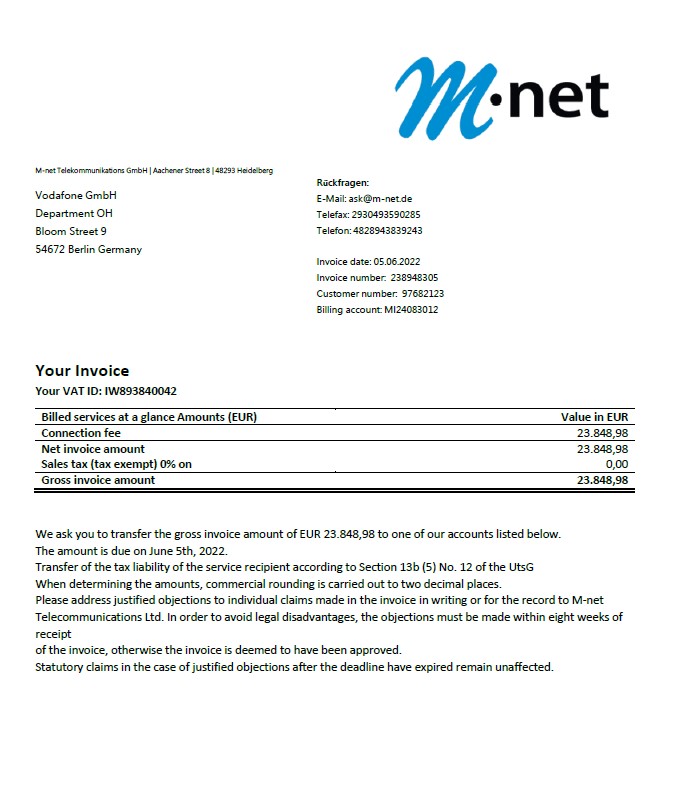 M·net
M-net Telekommunikations GmbH | Aachener Street 8 | 48293 Heidelberg
Vodafone GmbH
Department OH
Bloom Street 9
54672 Berlin Germany
Rückfragen:
E-Mail: ask@m-net.de
Telefax: 2930493590285
Telefon: 4828943839243
Invoice date: 05.06.2022
Invoice number: 238948305
Customer number: 97682123
Billing account: MI24083012
Your Invoice
Your VAT ID: IW893840042
Billed services at a glance Amounts (EUR) Value in EUR
Connection fee 23.848,98
Net invoice amount 23.848,98
Sales tax (tax exempt) 0% on 0,00
Gross invoice amount 23.848,98
We ask you to transfer the gross invoice amount of EUR 23.848,98 to one of our accounts listed below.
The amount is due on June 5th, 2022.
Transfer of the tax liability of the service recipient according to Section 13b (5) No. 12 of the UtsG
When determining the amounts, commercial rounding is carried out to two decimal places.
Please address justified objections to individual claims made in the invoice in writing or for the record to M-net
Telecommunications Ltd. In order to avoid legal disadvantages, the objections must be made within eight weeks of
receipt
of the invoice, otherwise the invoice is deemed to have been approved.
Statutory claims in the case of justified objections after the deadline have expired remain unaffected.